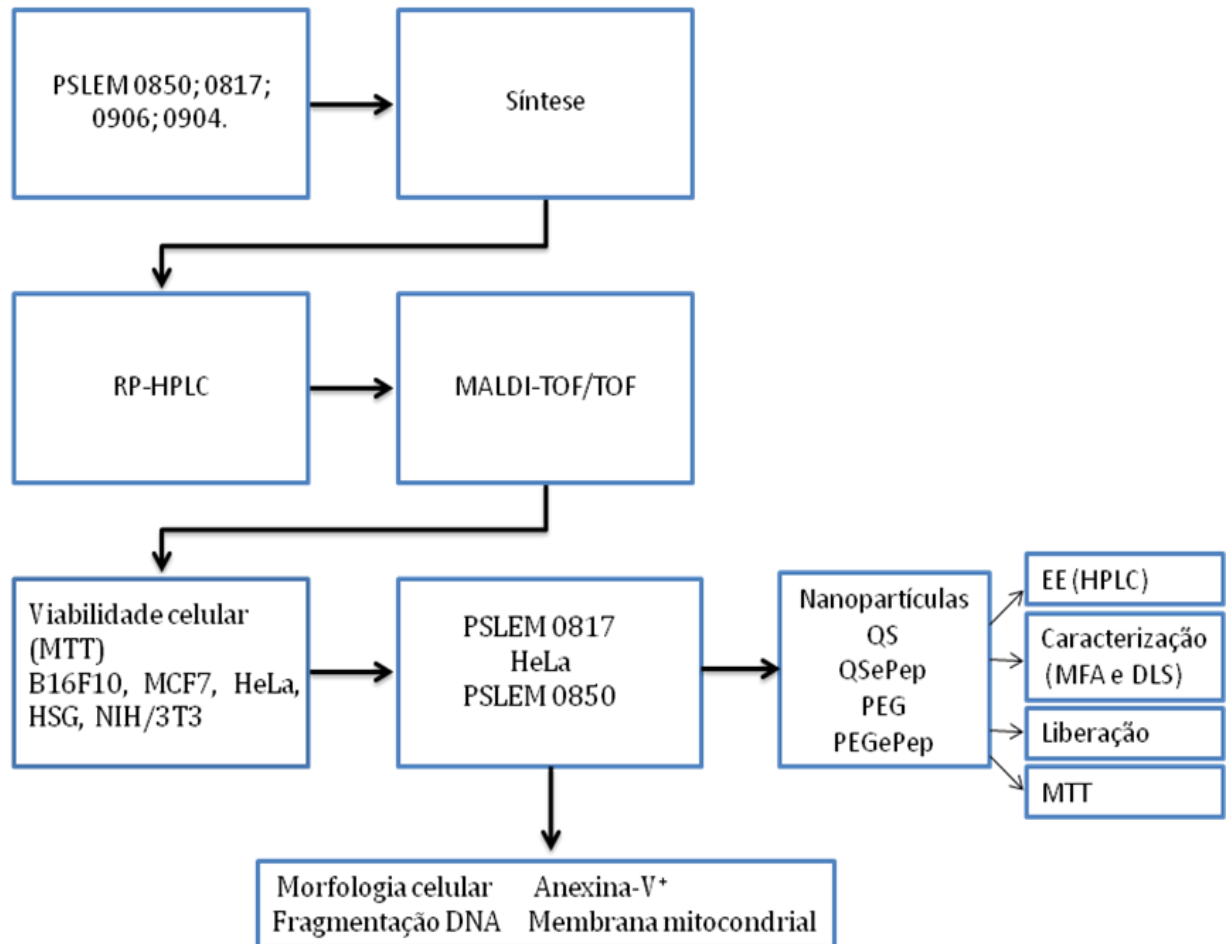 PSLEM 0850; 0817;
0906; 0904.
Síntese
RP-HPLC
MALDI-TOF/TOF
Viabilidade celular
(MTT)
B16F10, MCF7, HeLa,
HSG, NIH/3T3
PSLEM 0817
HeLa
PSLEM 0850
Nanopartículas
QS
QSePep
PEG
PEGePep
EE (HPLC)
Caracterização
(MFA e DLS)
Liberação
MTT
Morfologia celular Anexina-V⁺
Fragmentação DNA Membrana mitocondrial